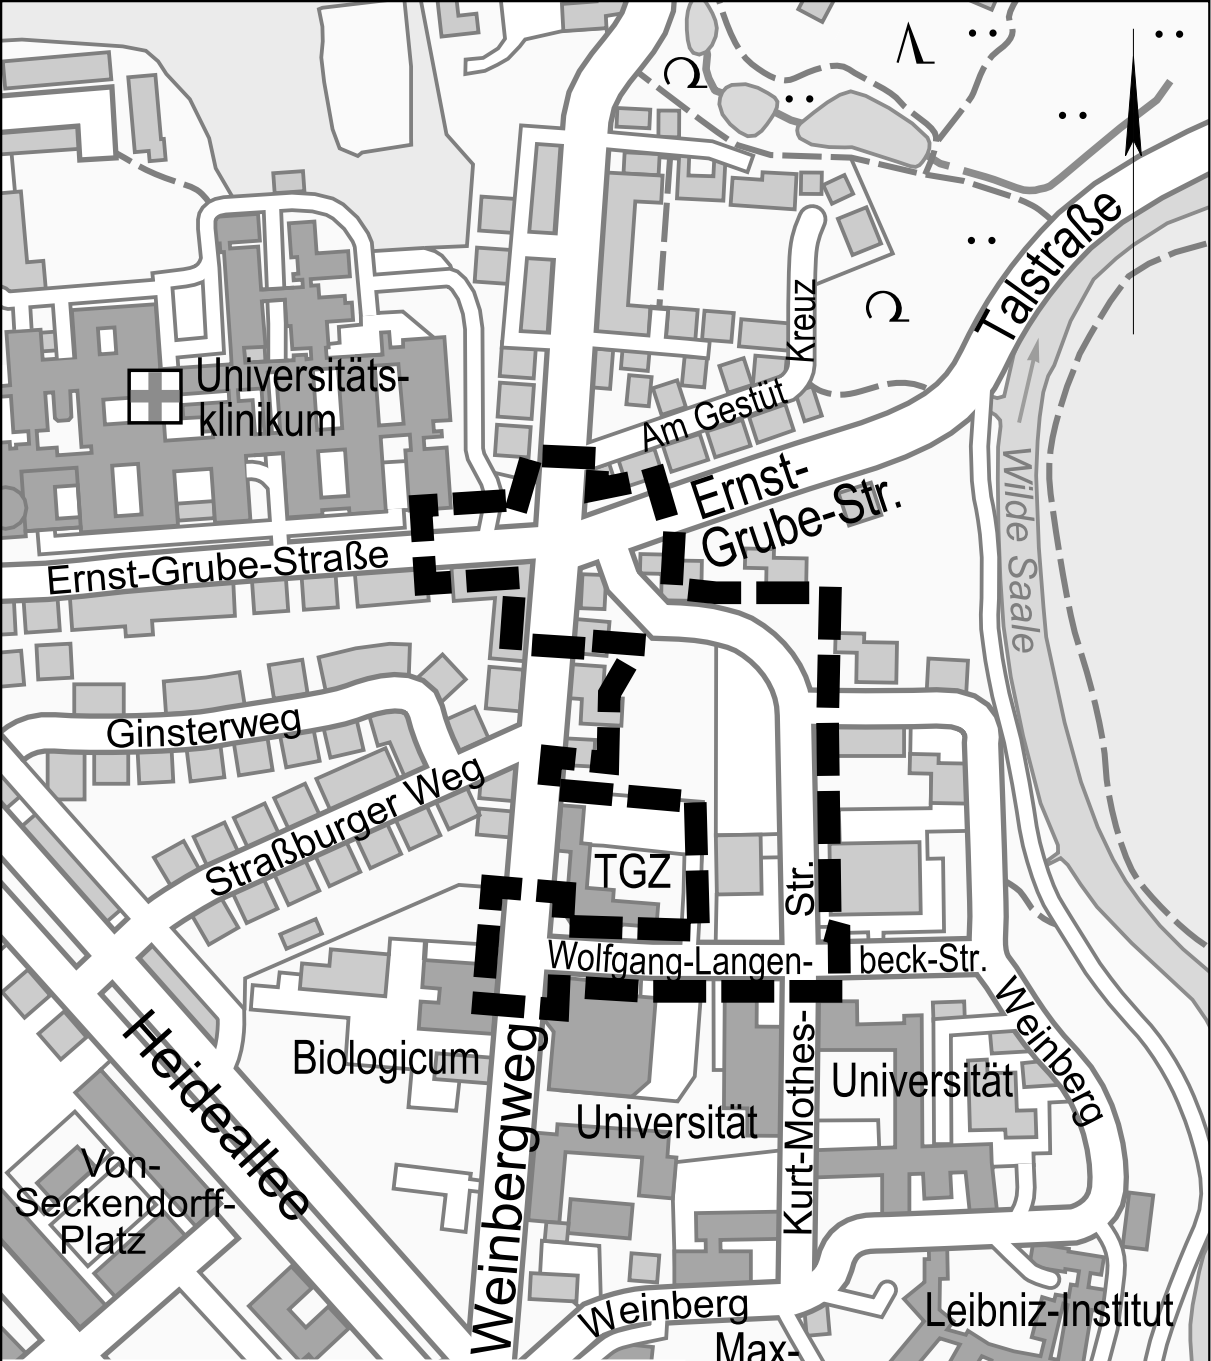 Talstraße
Kreuz
Universitäts-
klinikum
Am Gestüt
Ernst-
Grube-Str.
Wilde Saale
Ernst-Grube-Straße
Ginsterweg
Straßburger Weg
TGZ
Str.
Kurt-Mothes-
Wolfgang-Langen-
beck-Str.
Weinberg
Heideallee
Biologicum
Weinbergweg
Universität
Universität
Von-
Seckendorff-
Platz
Weinberg
Leibniz-Institut
Max-